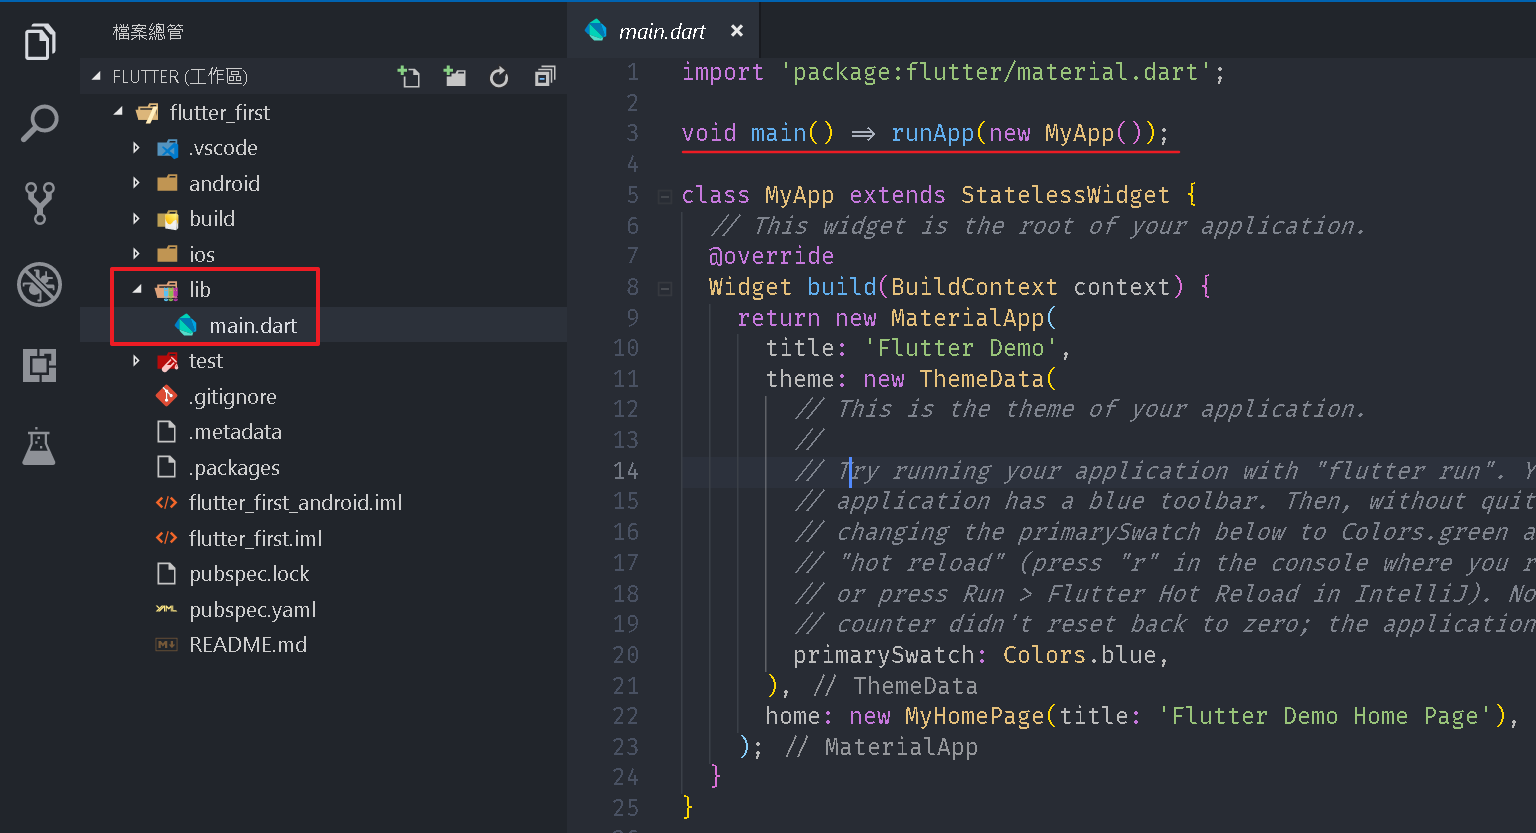 檔案總管
FLUTTER (工作區)
flutter_first
.vscode
android
build
ios
lib
main.dart
test
.gitignore
.metadata
.packages
flutter_first_android.iml
flutter_first.iml
pubspec.lock
pubspec.yaml
README.md
main.dart ×
1 import 'package:flutter/material.dart';
2
3 void main() => runApp(new MyApp());
4
5 class MyApp extends StatelessWidget {
6 // This widget is the root of your application.
7 @override
8 Widget build(BuildContext context) {
9 return new MaterialApp(
10 title: 'Flutter Demo',
11 theme: new ThemeData(
12 // This is the theme of your application.
13 //
14 // Try running your application with "flutter run". Y
15 // application has a blue toolbar. Then, without quit
16 // changing the primarySwatch below to Colors.green a
17 // "hot reload" (press "r" in the console where you r
18 // or press Run > Flutter Hot Reload in IntelliJ). No
19 // counter didn't reset back to zero; the application
20 primarySwatch: Colors.blue,
21 ), // ThemeData
22 home: new MyHomePage(title: 'Flutter Demo Home Page'),
23 ); // MaterialApp
24 }
25 }